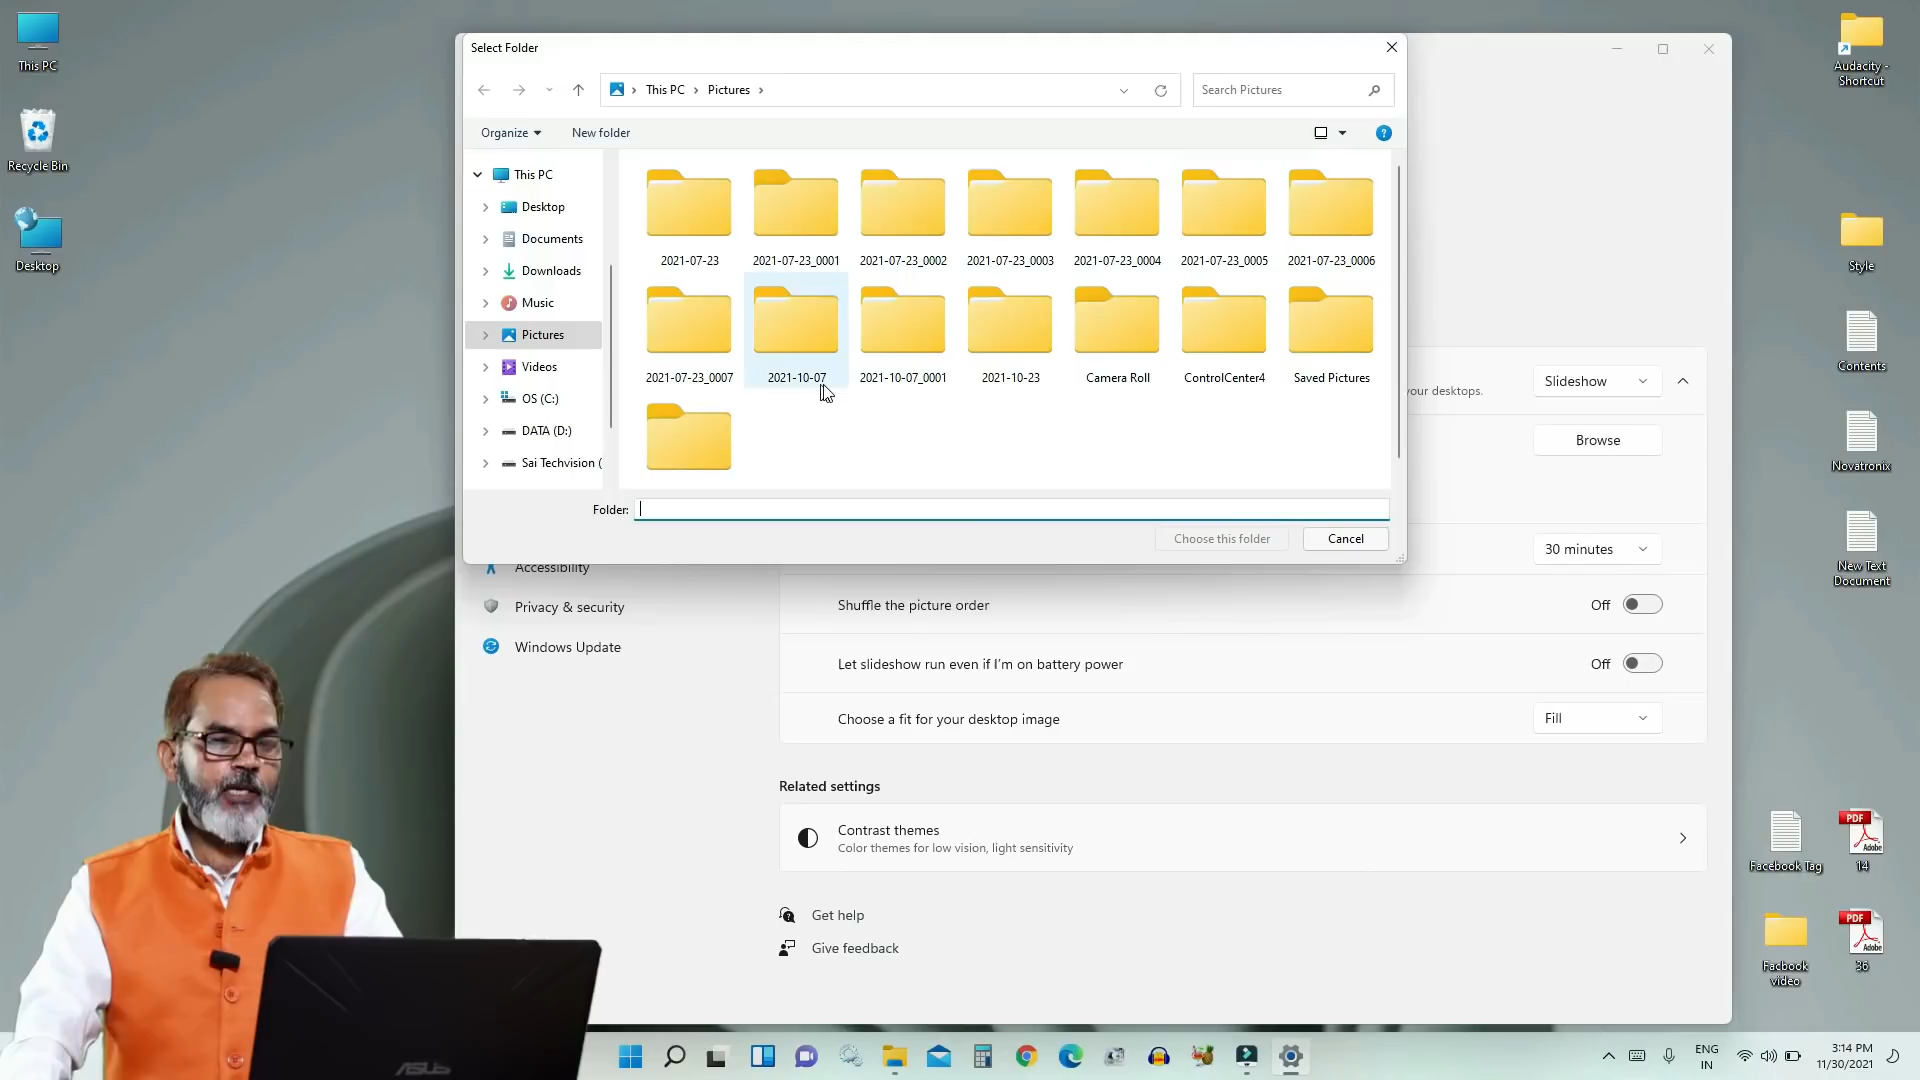 This PC
Recycle Bin
Desktop
Select Folder
This PC
Pictures
Search Pictures
Organize
New folder
This PC
Desktop
Documents
Downloads
Music
Pictures
Videos
OS (C:)
DATA (D:)
Sai Techvision (
2021-07-23
2021-07-23_0001
2021-07-23_0002
2021-07-23_0003
2021-07-23_0004
2021-07-23_0005
2021-07-23_0006
2021-07-23_0007
2021-10-07
2021-10-07_0001
2021-10-23
Camera Roll
ControlCenter4
Saved Pictures
Folder:
Choose this folder
Cancel
your desktops.
Slideshow
Browse
30 minutes
Accessibility
Privacy & security
Windows Update
Shuffle the picture order
Off
Let slideshow run even if I'm on battery power
Off
Choose a fit for your desktop image
Fill
Related settings
Contrast themes
Color themes for low vision, light sensitivity
Get help
Give feedback
Audacity -
Shortcut
Style
Contents
Novatronix
New Text
Document
Facebook Tag
PDF
Adobe
14
Facbook
video
PDF
Adobe
36
ASUS
ENG
IN
3:14 PM
11/30/2021